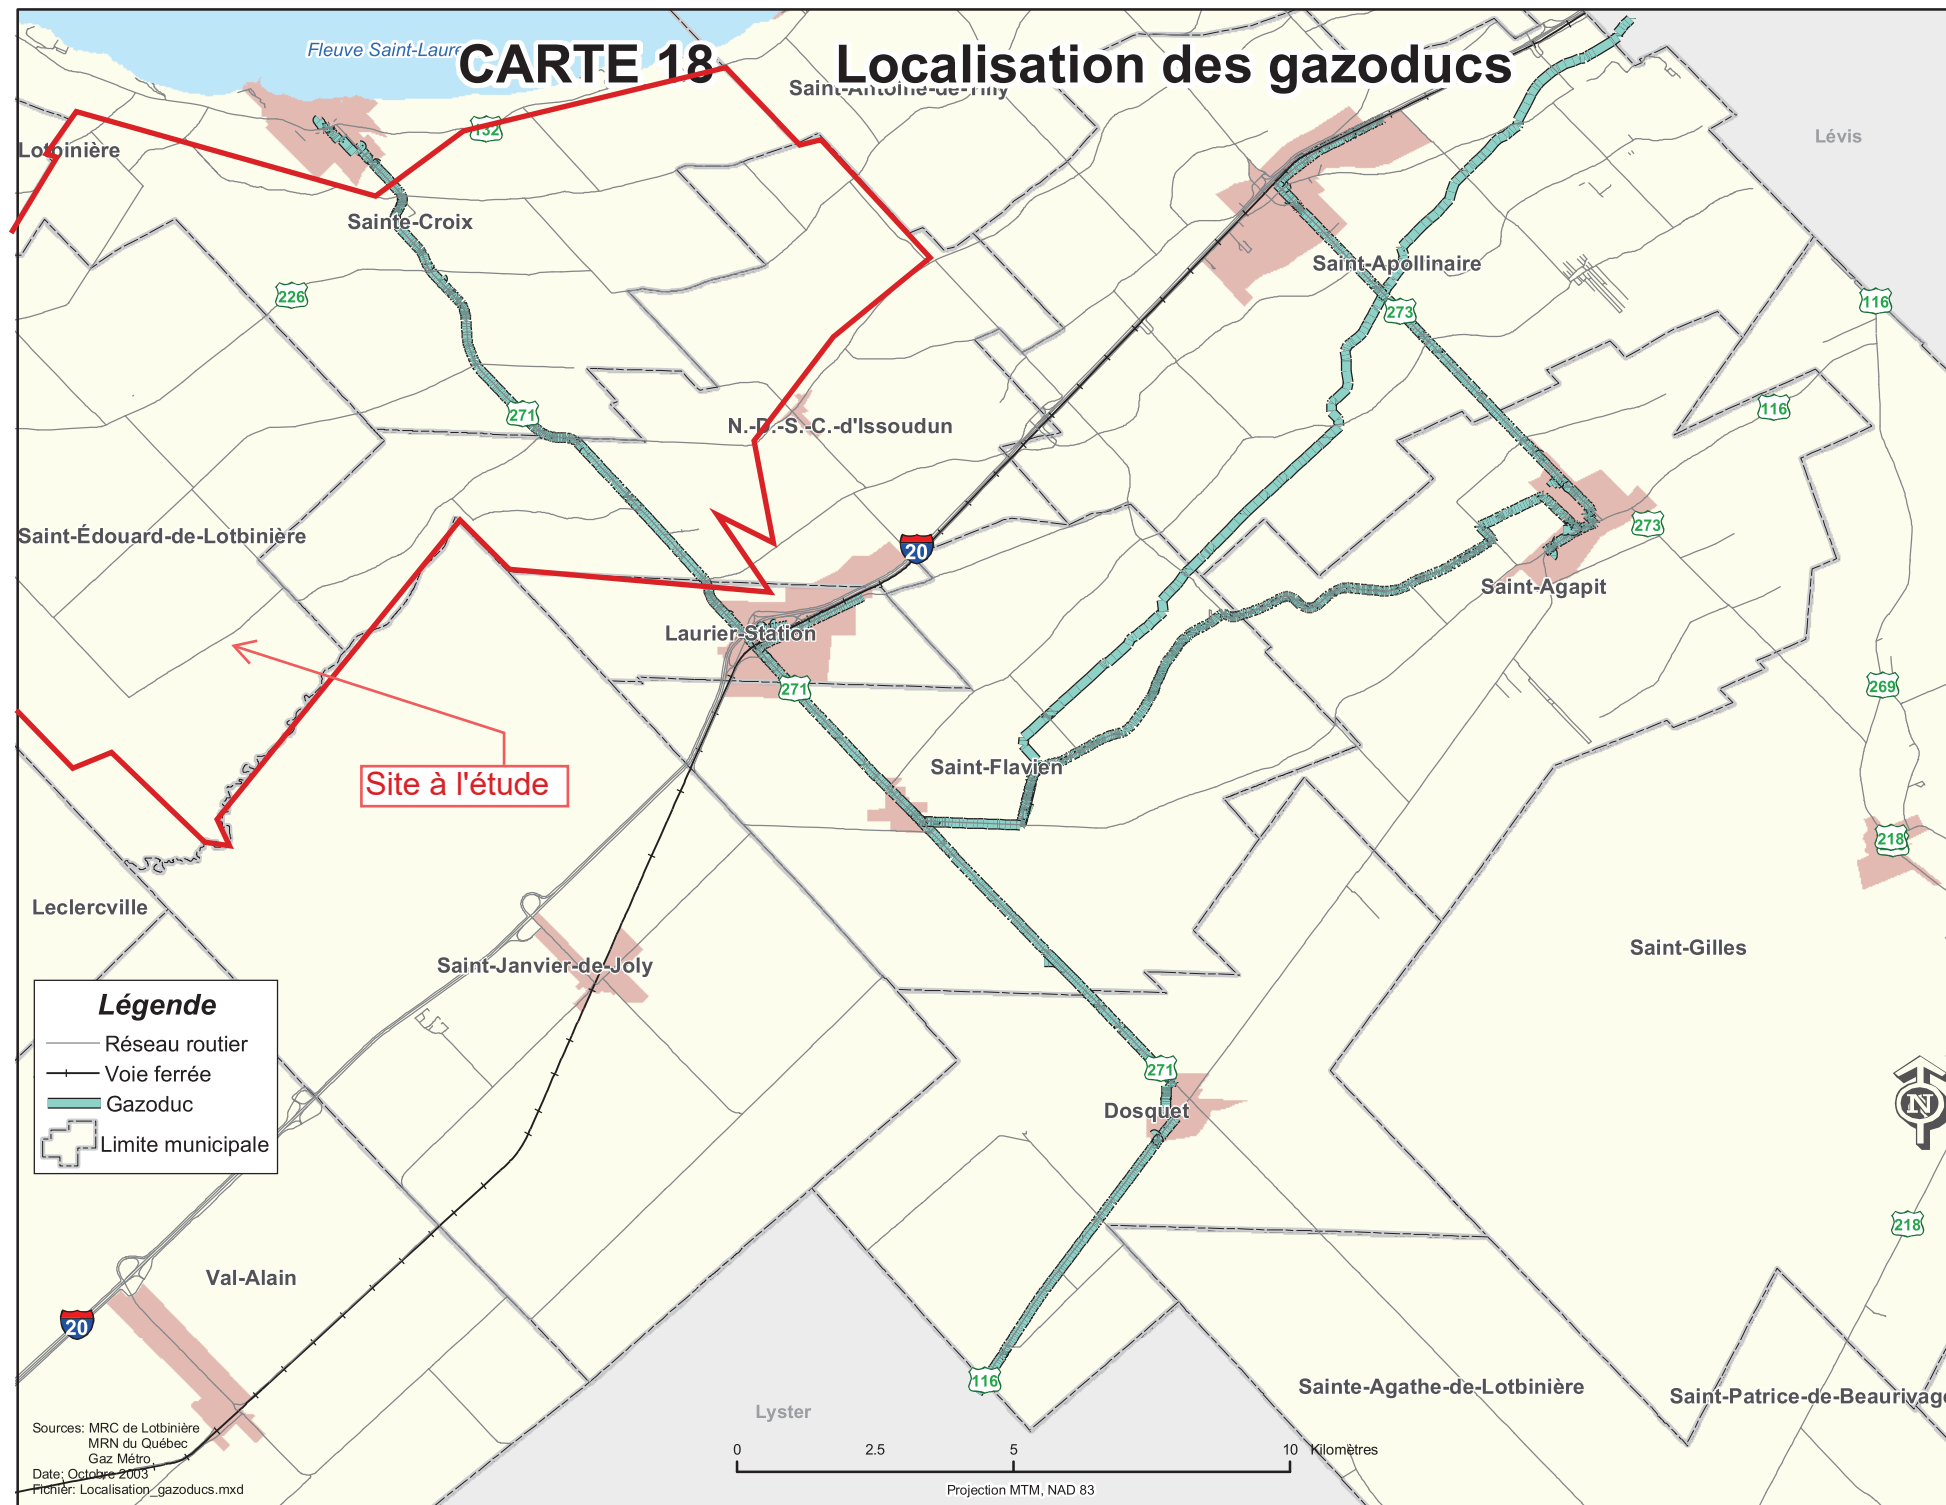 CARTE 18 Localisation des gazoducs
Fleuve Saint-Laure
Saint-Antoine-de-Tilly
132
Lévis
Lotbinière
Sainte-Croix
Saint-Apollinaire
226
273
116
271
116
N.-D.-S.-C.-d'Issoudun
Saint-Édouard-de-Lotbinière
20
273
Saint-Agapit
Laurier-Station
271
269
Saint-Flavien
Site à l'étude
218
Leclercville
Saint-Janvier-de-Joly
Saint-Gilles
Légende
Réseau routier
Voie ferrée
Gazoduc
Limite municipale
271
Dosquet
N
218
Val-Alain
20
116
Sainte-Agathe-de-Lotbinière
Saint-Patrice-de-Beaurivage
Lyster
Sources: MRC de Lotbinière
MRN du Québec
Gaz Métro
Date: Octobre 2003
Fichier: Localisation_gazoducs.mxd
0 2.5 5 10 Kilomètres
Projection MTM, NAD 83